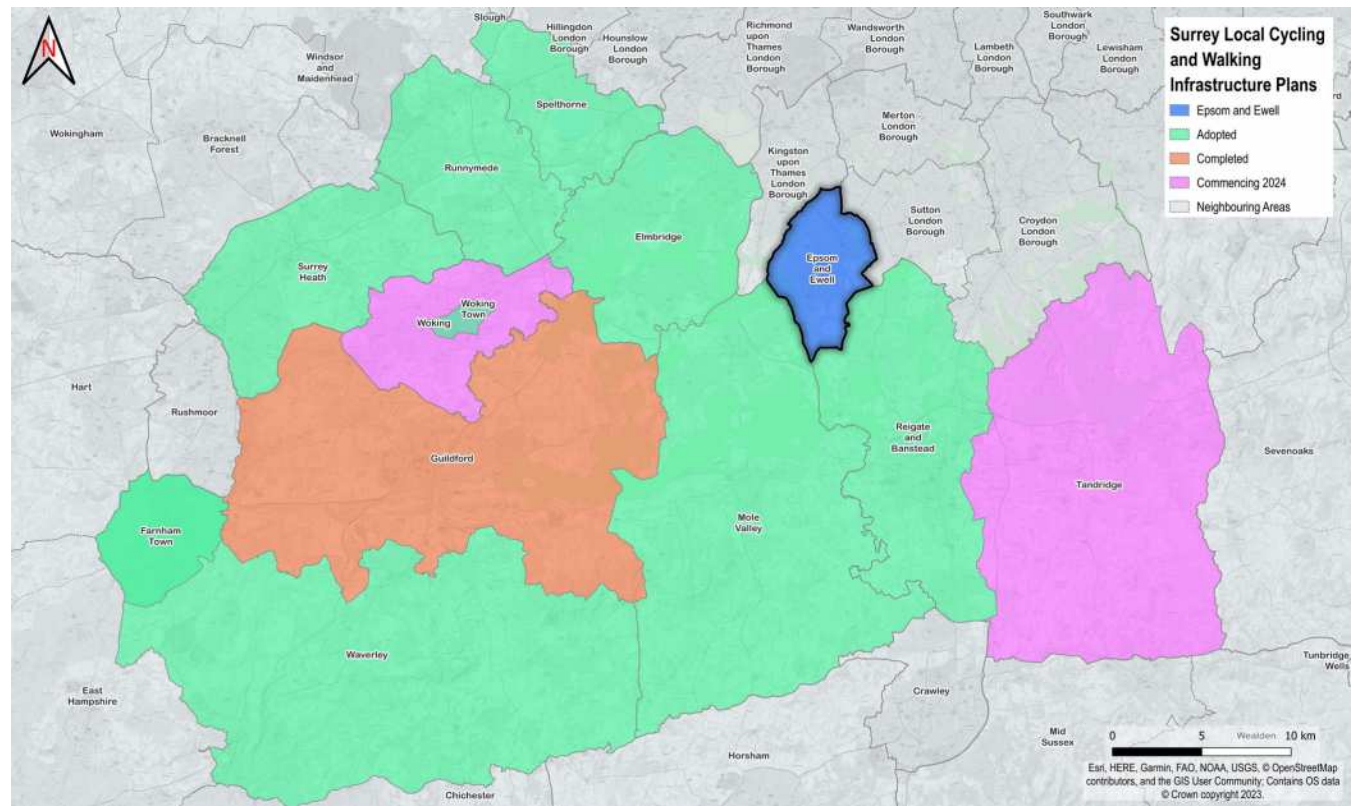 N
Slough
Hillingdon
London
Borough
Hounslow
London
Borough
Richmond
upon
Thames
London
Borough
Wandsworth
London
Borough
Southwark
London
Borough
Lambeth
London
Borough
Lewisham
London
Borough
Windsor
and
Maidenhead
Wokingham
Bracknell
Forest
Spelthorne
Runnymede
Kingston
upon
Thames
London
Borough
Merton
London
Borough
Sutton
London
Borough
Croydon
London
Borough
Elmbridge
Surrey
Heath
Epsom
and
Ewell
Woking
Town
Woking
Hart
Rushmoor
Guildford
Reigate
and
Banstead
Sevenoaks
Tandridge
Mole
Valley
Farnham
Town
Waverley
East
Hampshire
Crawley
Tunbridge
Wells
Mid
Sussex
Horsham
Chichester
Surrey Local Cycling
and Walking
Infrastructure Plans
Epsom and Ewell
Adopted
Completed
Commencing 2024
Neighbouring Areas
0 5 10 km
Wealden
Esri, HERE, Garmin, FAO, NOAA, USGS, © OpenStreetMap
contributors, and the GIS User Community; Contains OS data
© Crown copyright 2023.